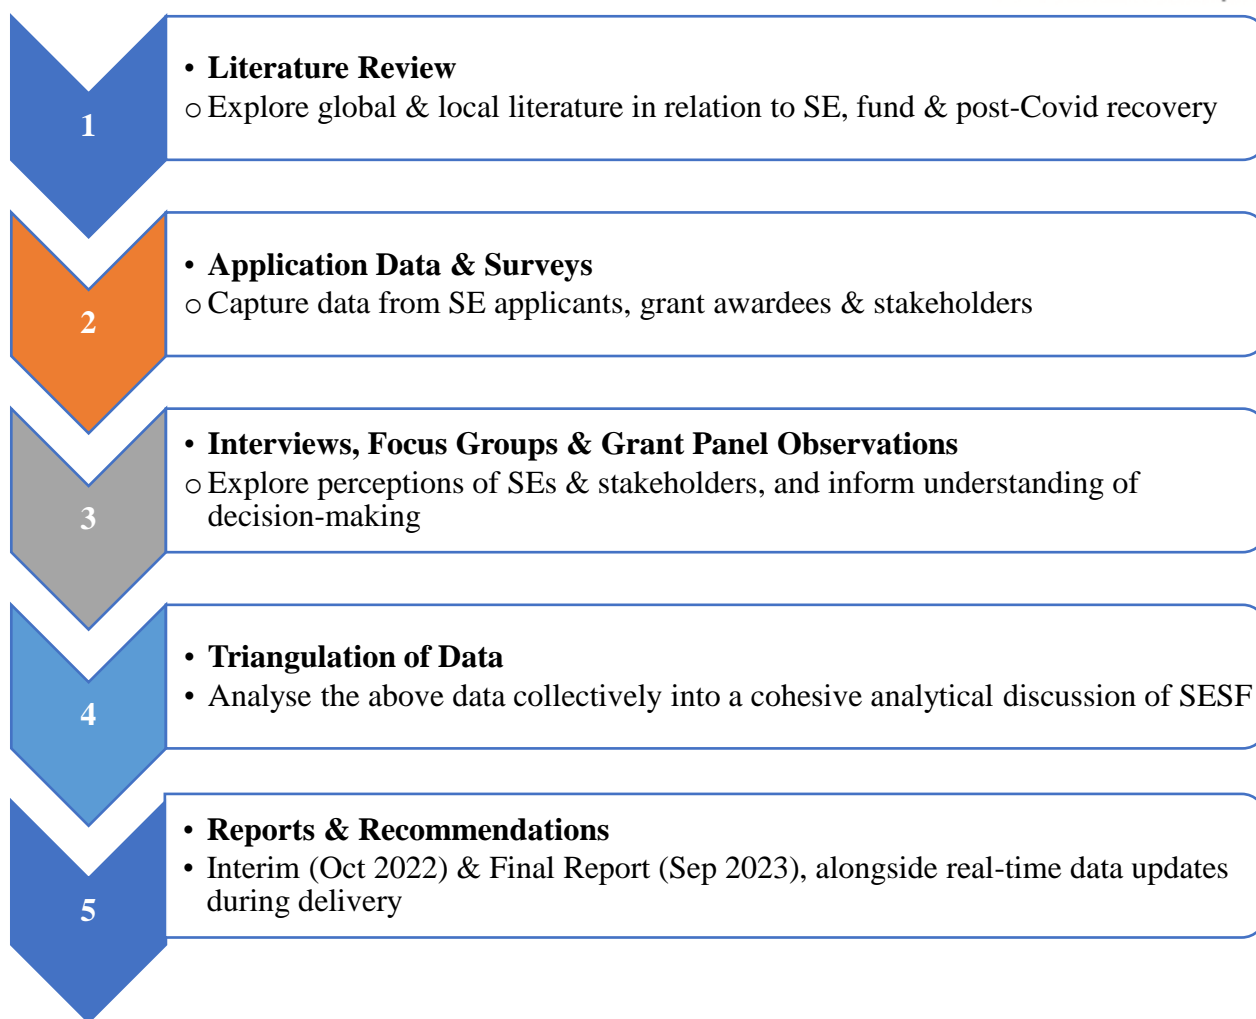 1
• Literature Review
o Explore global & local literature in relation to SE, fund & post-Covid recovery
2
• Application Data & Surveys
o Capture data from SE applicants, grant awardees & stakeholders
3
• Interviews, Focus Groups & Grant Panel Observations
o Explore perceptions of SEs & stakeholders, and inform understanding of
decision-making
4
• Triangulation of Data
• Analyse the above data collectively into a cohesive analytical discussion of SESF
5
• Reports & Recommendations
• Interim (Oct 2022) & Final Report (Sep 2023), alongside real-time data updates
during delivery